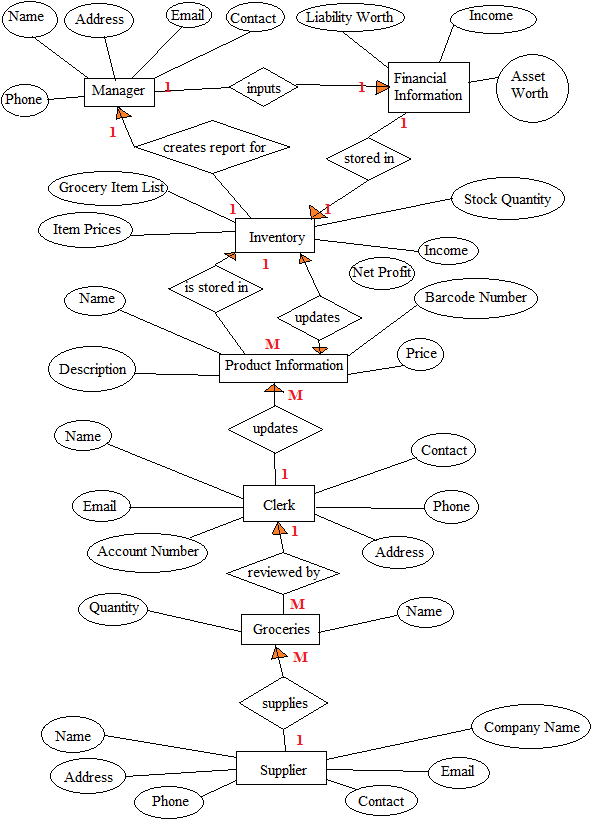 Name
Address
Email
Contact
Liability Worth
Income
Phone
Manager
1
inputs
1
Financial
Information
Asset
Worth
1
1
creates report for
stored in
Grocery Item List
Stock Quantity
1
1
Item Prices
Inventory
Income
1
Net Profit
is stored in
Name
Barcode Number
updates
M
Price
Description
Product Information
M
updates
Name
Contact
1
Email
Clerk
Phone
1
Account Number
Address
reviewed by
M
Quantity
Name
Groceries
M
supplies
Name
1
Company Name
Address
Supplier
Email
Phone
Contact